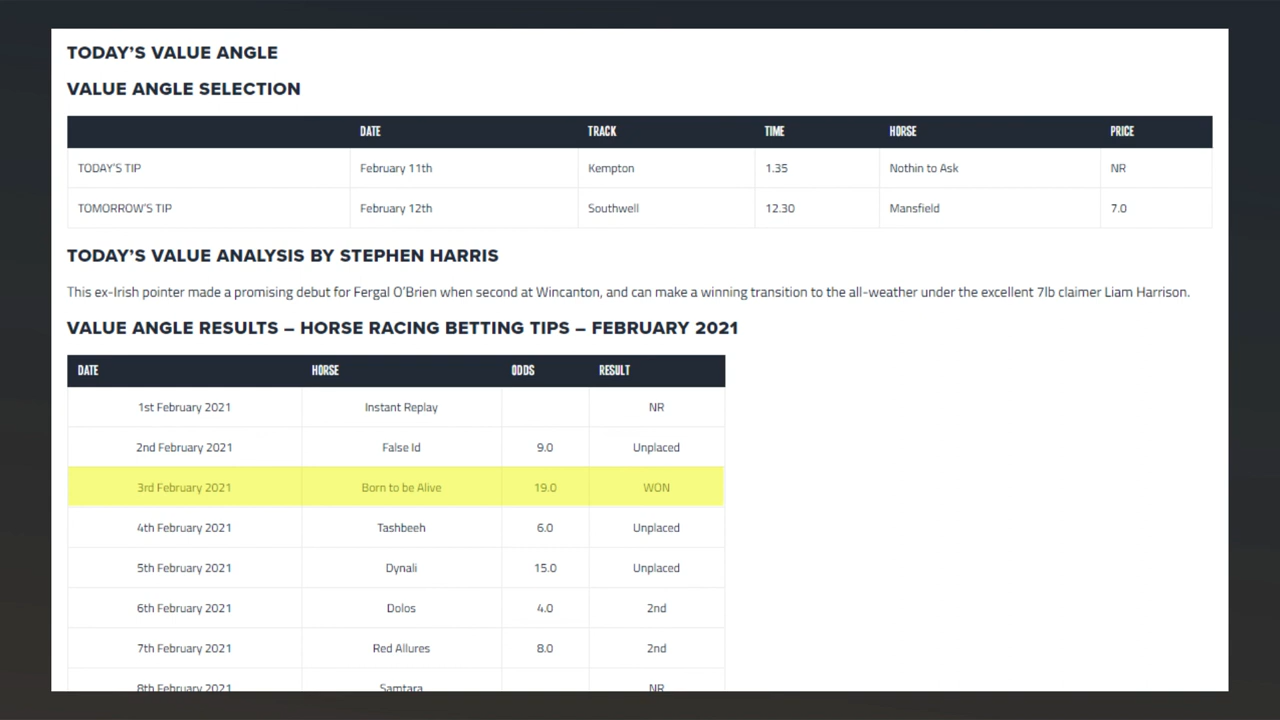 TODAY'S VALUE ANGLE
VALUE ANGLE SELECTION
DATE TRACK TIME HORSE PRICE
TODAY'S TIP February 11th Kempton 1.35 Nothin to Ask NR
TOMORROW'S TIP February 12th Southwell 12.30 Mansfield 7.0
TODAY'S VALUE ANALYSIS BY STEPHEN HARRIS
This ex-Irish pointer made a promising debut for Fergal O'Brien when second at Wincanton, and can make a winning transition to the all-weather under the excellent 7lb claimer Liam Harrison.
VALUE ANGLE RESULTS – HORSE RACING BETTING TIPS – FEBRUARY 2021
DATE HORSE ODDS RESULT
1st February 2021 Instant Replay NR
2nd February 2021 False Id 9.0 Unplaced
3rd February 2021 Born to be Alive 19.0 WON
4th February 2021 Tashbeeh 6.0 Unplaced
5th February 2021 Dynali 15.0 Unplaced
6th February 2021 Dolos 4.0 2nd
7th February 2021 Red Allures 8.0 2nd
8th February 2021 Samtara NR